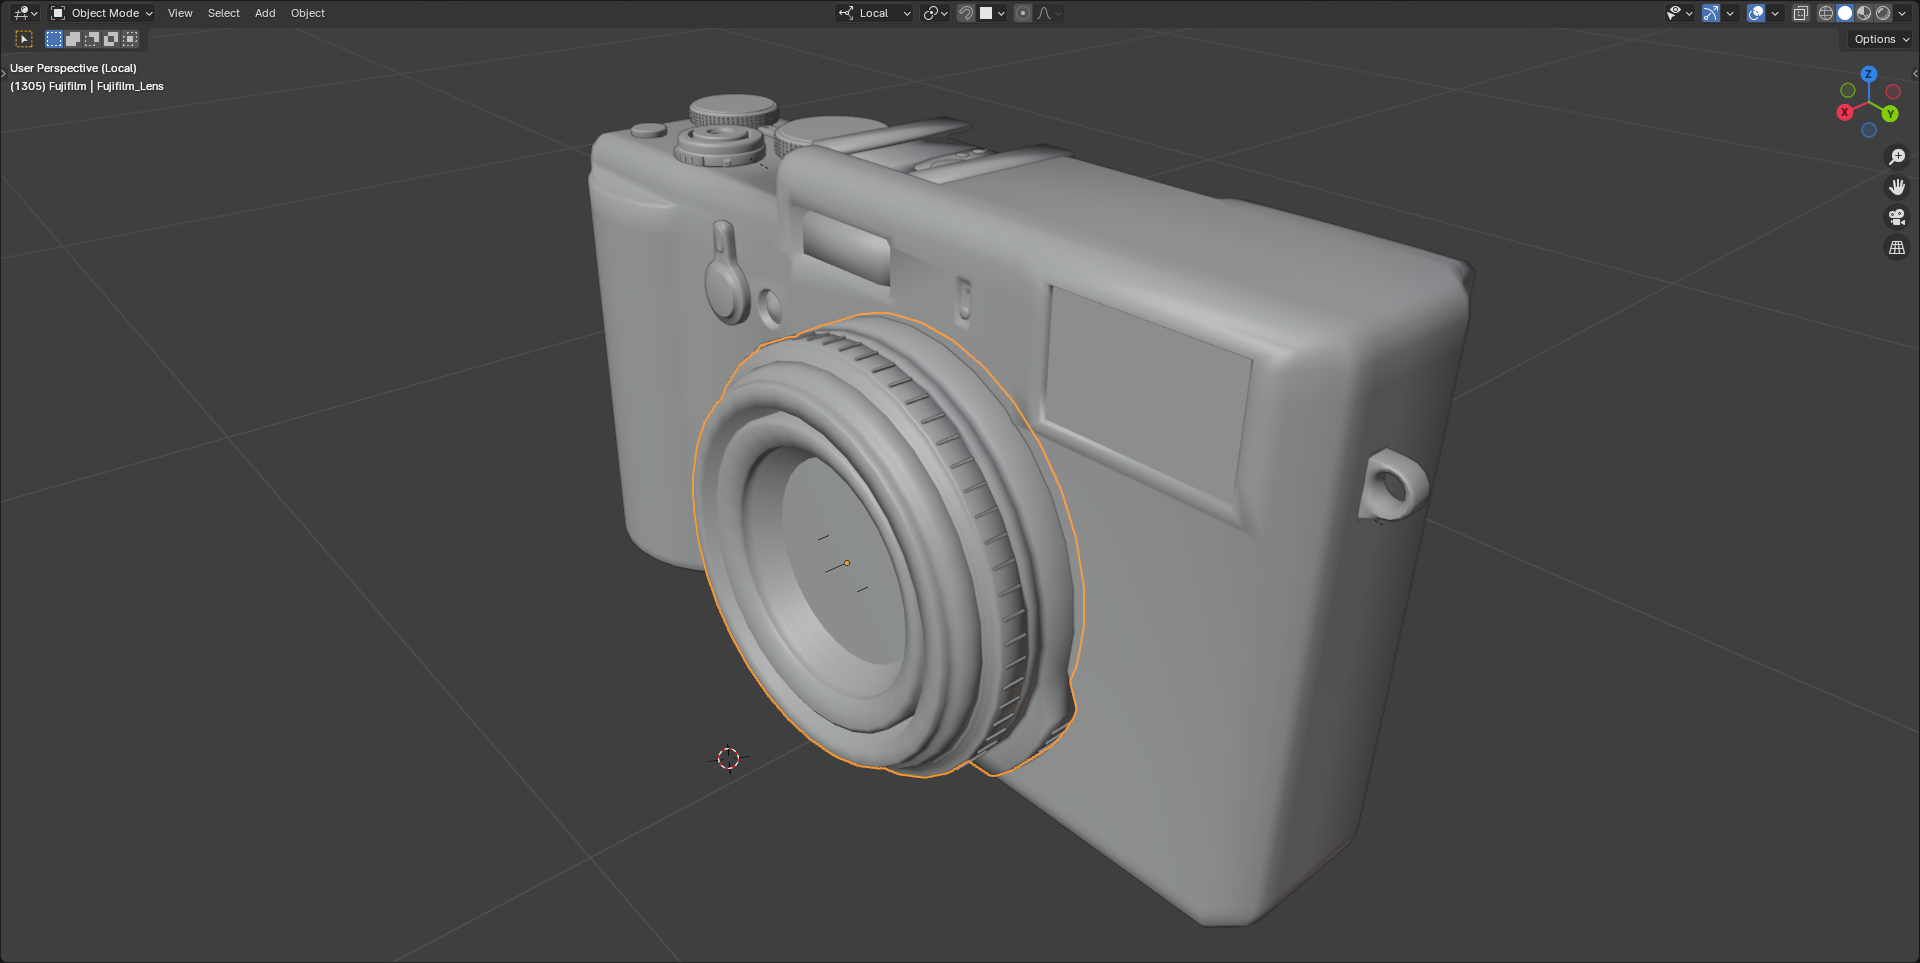 Object Mode View Select Add Object Local
Options
User Perspective (Local)
(1305) Fujifilm | Fujifilm_Lens
Z
X
Y